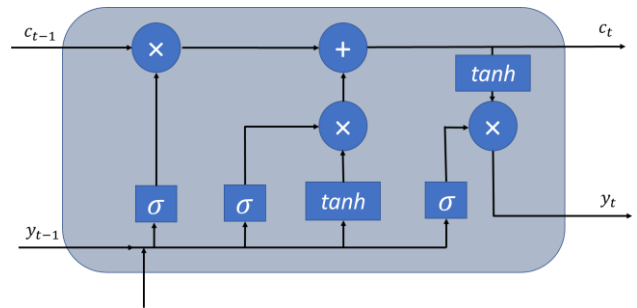 c_{t-1} c_t
× +
tanh
× ×
σ σ tanh σ
y_{t-1} y_t